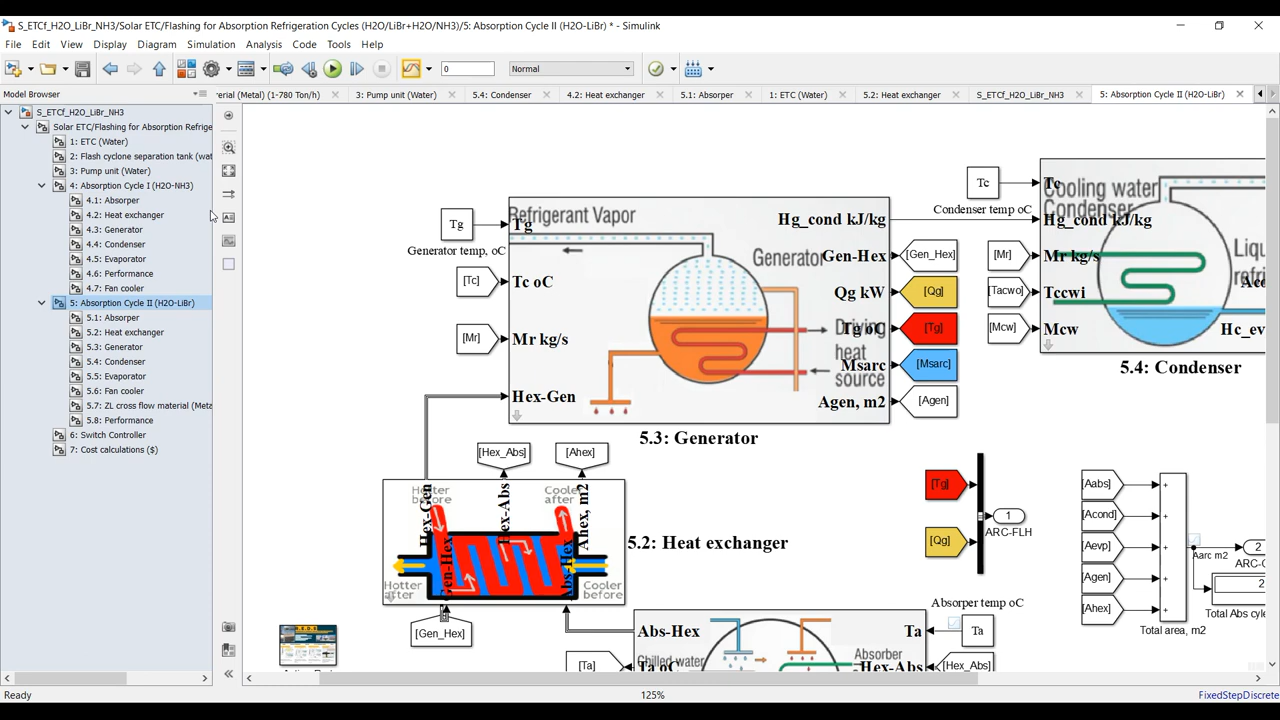 S_ETCf_H2O_LiBr_NH3/Solar ETC/Flashing for Absorption Refrigeration Cycles (H2O/LiBr+H2O/NH3)/5: Absorption Cycle II (H2O-LiBr) * - Simulink
File Edit View Display Diagram Simulation Analysis Code Tools Help
0 Normal
Model Browser
erial (Metal) (1-780 Ton/h) 3: Pump unit (Water) 5.4: Condenser 4.2: Heat exchanger 5.1: Absorper 1: ETC (Water) 5.2: Heat exchanger S_ETCf_H2O_LiBr_NH3 5: Absorption Cycle II (H2O-LiBr)
S_ETCf_H2O_LiBr_NH3
Solar ETC/Flashing for Absorption Refrige
1: ETC (Water)
2: Flash cyclone separation tank (wat
3: Pump unit (Water)
4: Absorption Cycle I (H2O-NH3)
4.1: Absorper
4.2: Heat exchanger
4.3: Generator
4.4: Condenser
4.5: Evaporator
4.6: Performance
4.7: Fan cooler
5: Absorption Cycle II (H2O-LiBr)
5.1: Absorper
5.2: Heat exchanger
5.3: Generator
5.4: Condenser
5.5: Evaporator
5.6: Fan cooler
5.7: ZL cross flow material (Meta
5.8: Performance
6: Switch Controller
7: Cost calculations ($)
Tg
Generator temp, oC
[Tc]
[Mr]
Refrigerant Vapor
Tg
Tc oC
Mr kg/s
Hex-Gen
Generator
Driving
heat
source
Hg_cond kJ/kg
Gen-Hex
Qg kW
Tg oC
Msarc
Agen, m2
[Gen_Hex]
[Qg]
[Tg]
[Msarc]
[Agen]
5.3: Generator
Tc
Condenser temp oC
[Mr]
[Tacwo]
[Mcw]
Cooling water
Condenser
Tc
Hg_cond kJ/kg
Mr kg/s
Tccwi
Mcw
Liq
refri
Hc_ev
5.4: Condenser
[Hex_Abs]
[Ahex]
Hotter
before
Cooler
after
Hex-Gen
Hex-Abs
Ahex, m2
Gen-Hex
Abs-Hex
Hotter
after
Cooler
before
5.2: Heat exchanger
[Gen_Hex]
[Tg]
[Qg]
1
ARC-FLH
[Aabs]
[Acond]
[Aevp]
[Agen]
[Ahex]
+
+
+
+
+
Total area, m2
Aarc m2
2
ARC-C
2
Total Abs cyle
Absorper temp oC
Ta
Abs-Hex
Ta oC
Chilled water
Absorber
Ta
Hex-Abs
[Ta]
[Hex_Abs]
Ready 125% FixedStepDiscrete